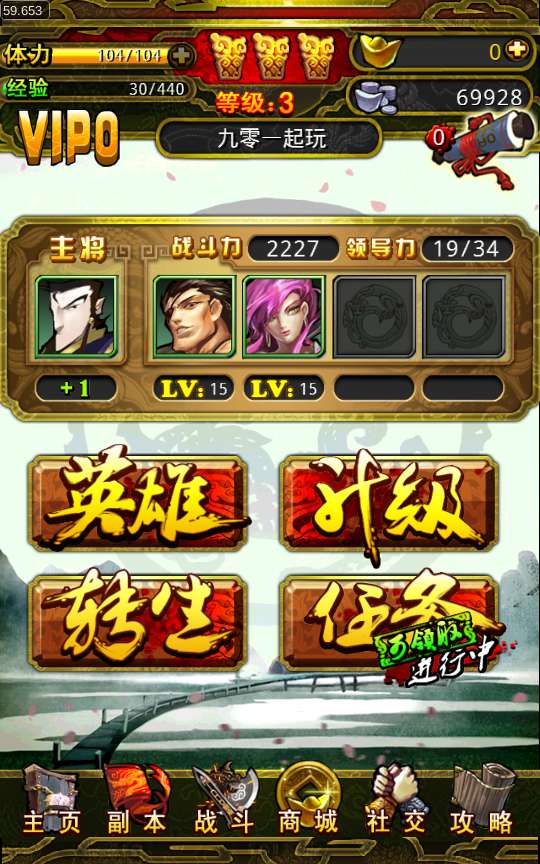 59.653
体力 104/104 0
经验 30/440 等级:3 69928
VIP0 九零一起玩 0
主将 战斗力 2227 领导力 19/34
+1 LV: 15 LV: 15
英雄 升级
转生 任务
可領取
进行中
主页 副本 战斗 商城 社交 攻略